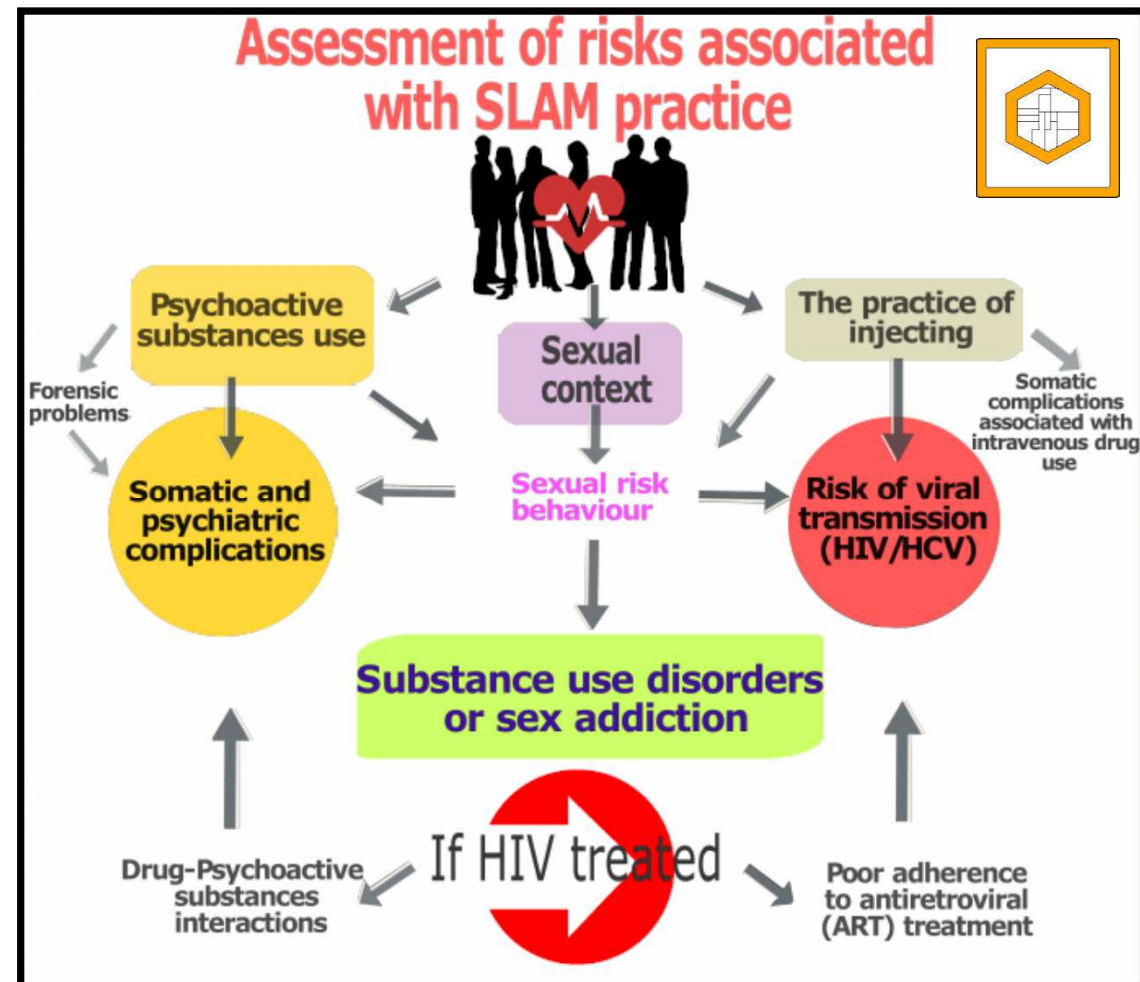 Assessment of risks associated
with SLAM practice
Psychoactive
substances use
Sexual
context
The practice of
injecting
Forensic
problems
Somatic
complications
associated with
intravenous drug
use
Somatic and
psychiatric
complications
Sexual risk
behaviour
Risk of viral
transmission
(HIV/HCV)
Substance use disorders
or sex addiction
If HIV treated
Drug-Psychoactive
substances
interactions
Poor adherence
to antiretroviral
(ART) treatment